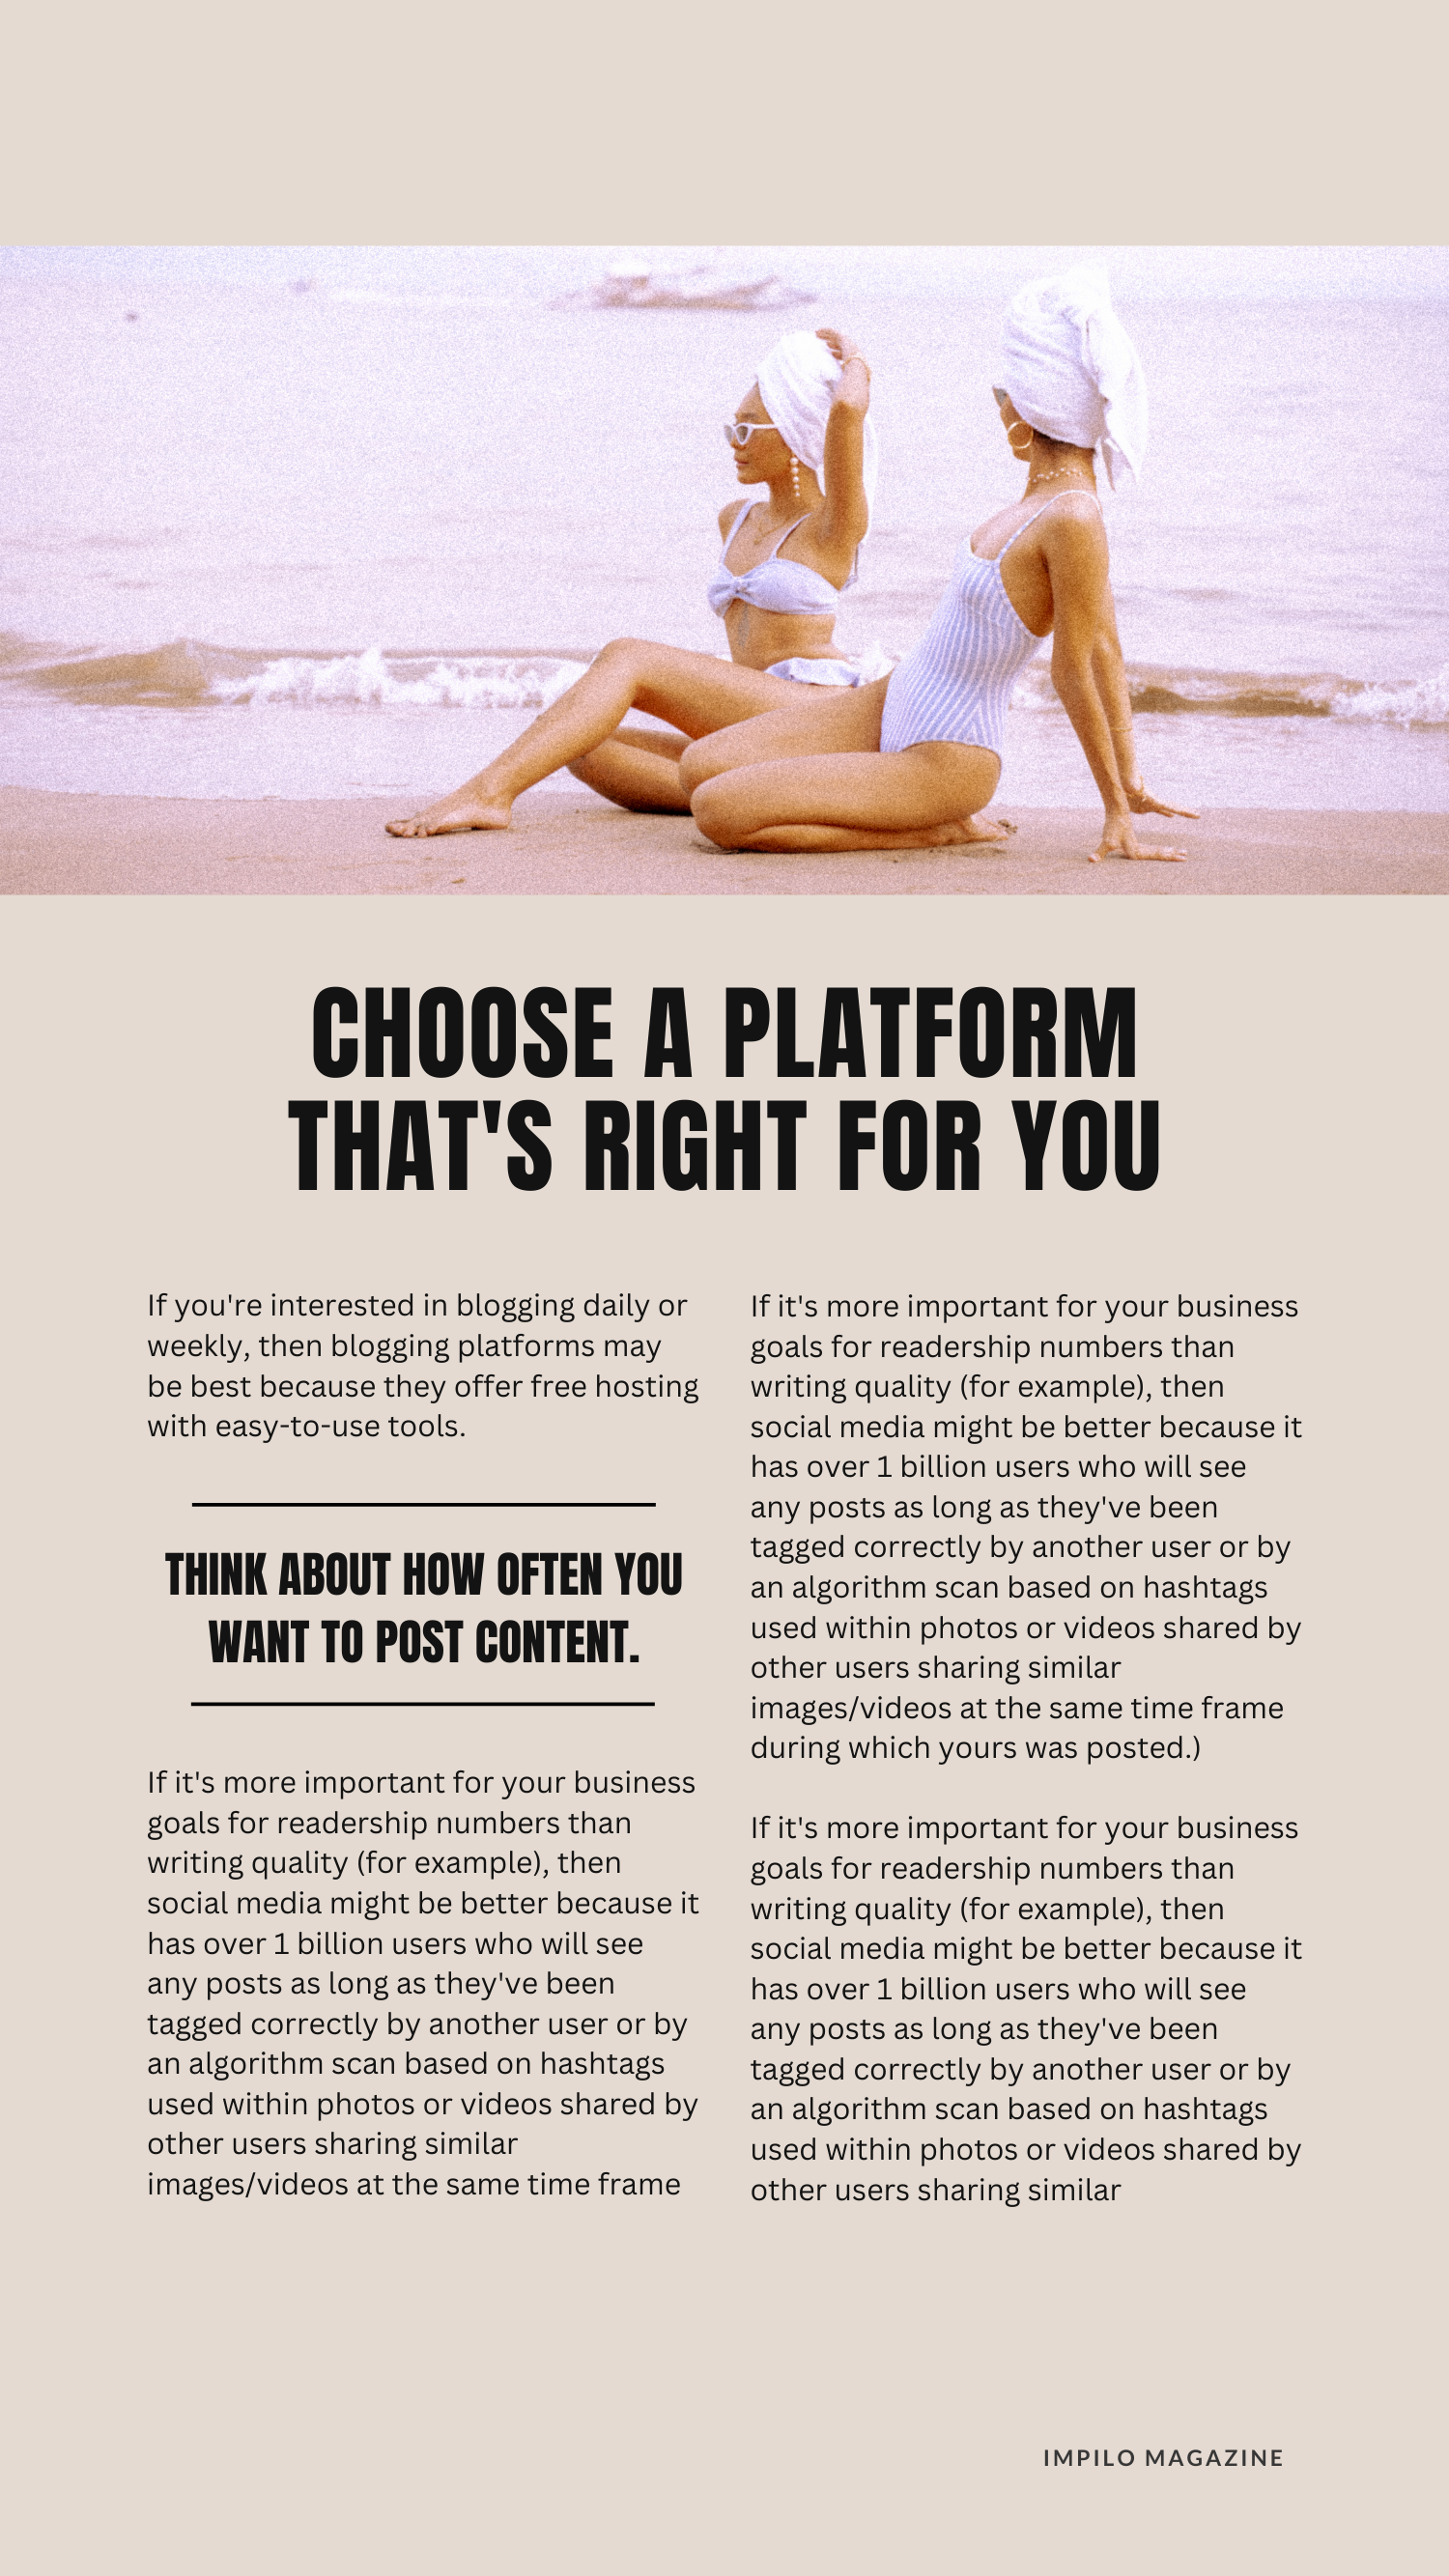 CHOOSE A PLATFORM
THAT'S RIGHT FOR YOU
If you're interested in blogging daily or
weekly, then blogging platforms may
be best because they offer free hosting
with easy-to-use tools.
THINK ABOUT HOW OFTEN YOU
WANT TO POST CONTENT.
If it's more important for your business
goals for readership numbers than
writing quality (for example), then
social media might be better because it
has over 1 billion users who will see
any posts as long as they've been
tagged correctly by another user or by
an algorithm scan based on hashtags
used within photos or videos shared by
other users sharing similar
images/videos at the same time frame
If it's more important for your business
goals for readership numbers than
writing quality (for example), then
social media might be better because it
has over 1 billion users who will see
any posts as long as they've been
tagged correctly by another user or by
an algorithm scan based on hashtags
used within photos or videos shared by
other users sharing similar
images/videos at the same time frame
during which yours was posted.)
If it's more important for your business
goals for readership numbers than
writing quality (for example), then
social media might be better because it
has over 1 billion users who will see
any posts as long as they've been
tagged correctly by another user or by
an algorithm scan based on hashtags
used within photos or videos shared by
other users sharing similar
IMPILO MAGAZINE